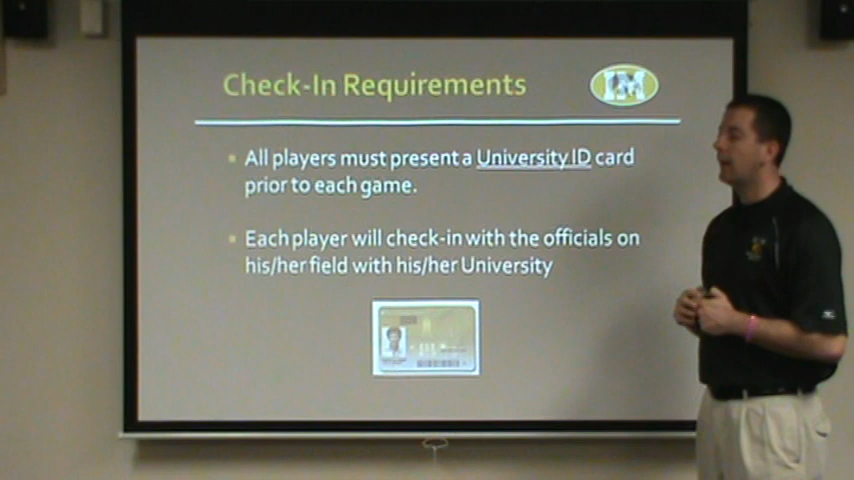 Check-In Requirements
All players must present a University ID card
prior to each game.
Each player will check-in with the officials on
his/her field with his/her University